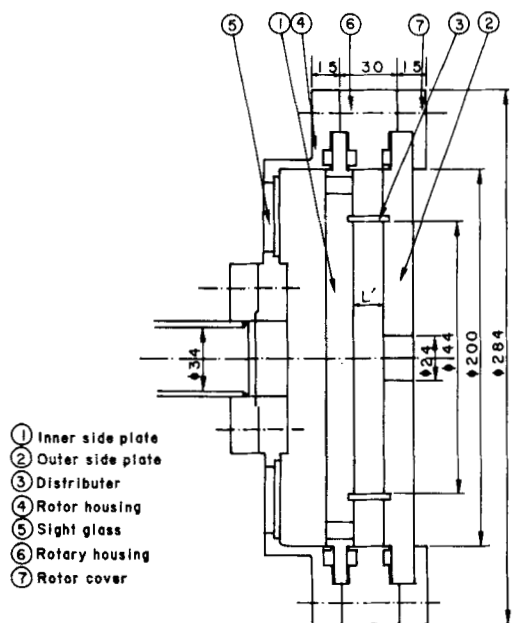 ⑤ ① ④ ⑥ ⑦ ③ ②
15 30 15
L'
φ34
φ24
φ144
φ200
φ284
① Inner side plate
② Outer side plate
③ Distributer
④ Rotor housing
⑤ Sight glass
⑥ Rotary housing
⑦ Rotor cover